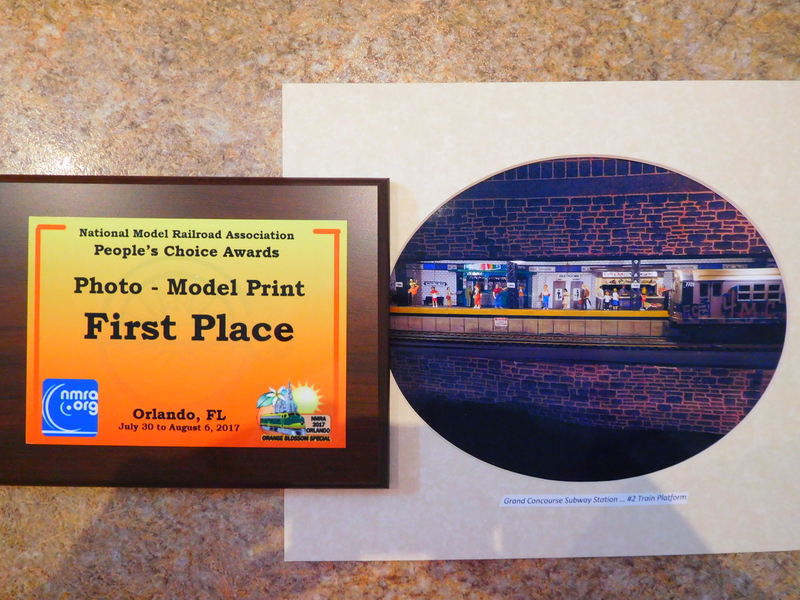 National Model Railroad Association
People's Choice Awards
Photo - Model Print
First Place
nmra
.org
Orlando, FL
July 30 to August 6, 2017
NMRA
2017
ORLANDO
ORANGE BLOSSOM SPECIAL
Grand Concourse Subway Station ... #2 Train Platform